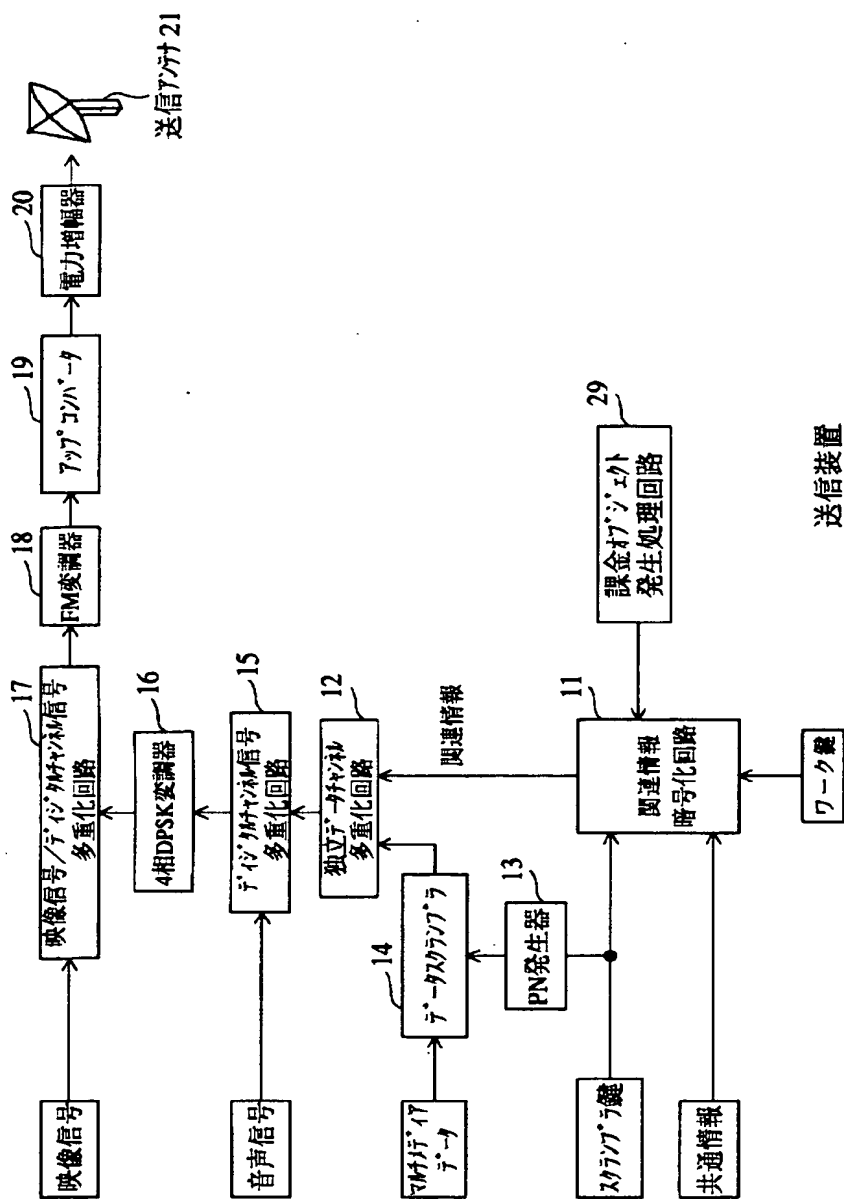 映像信号
映像信号/ディジタルチャンネル信号
多重化回路
17
FM変調器
18
アップコンバータ
19
電力増幅器
20
送信アンテナ21
4相DPSK変調器
16
音声信号
ディジタルチャンネル信号
多重化回路
15
独立データチャンネル
多重化回路
12
関連情報
マルチメディア
データ
データスクランブラ
14
PN発生器
13
スクランブラ鍵
共通情報
関連情報
暗号化回路
11
課金オブジェクト
発生処理回路
29
ワーク鍵
送信装置